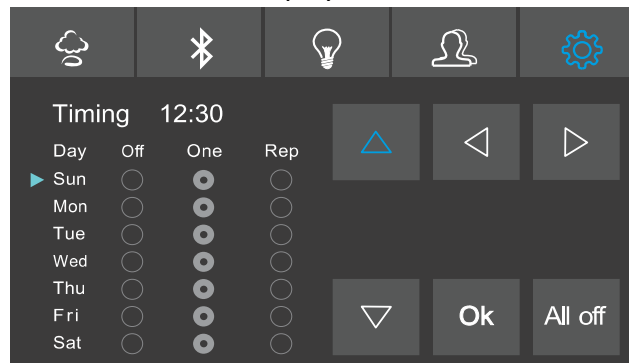 Timing 12:30
Day Off One Rep
Sun
Mon
Tue
Wed
Thu
Fri
Sat
Ok
All off